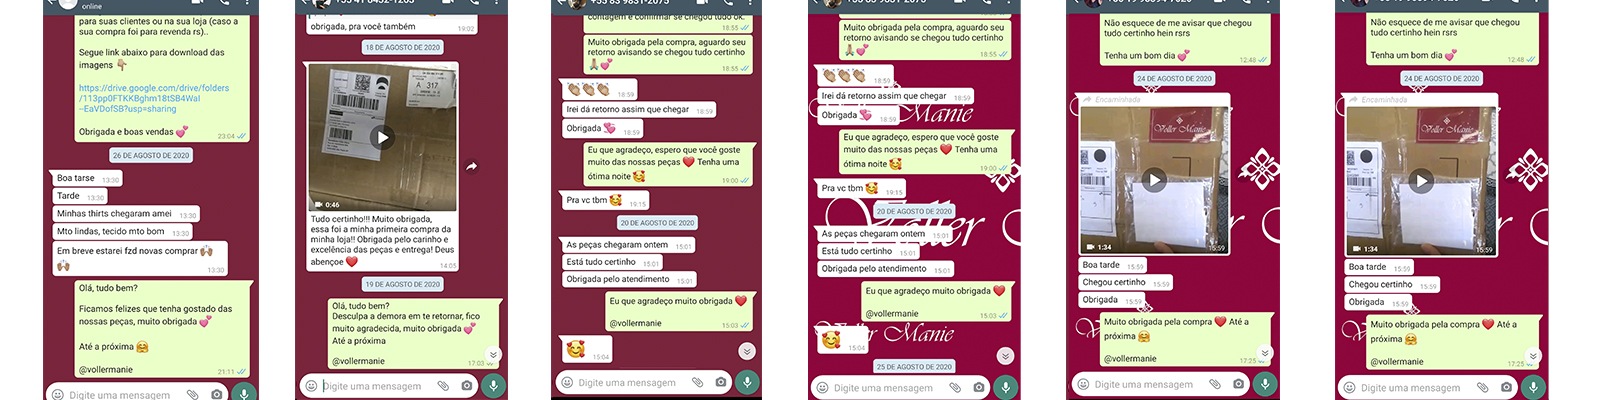 online
para suas clientes ou na sua loja (caso a
sua compra foi para revenda rs)..
Segue link abaixo para download das
imagens 👇🏼
https://drive.google.com/drive/folders
/113pp0FTKKBghm18tSB4WaI
--EaVDofSB?usp=sharing
Obrigada e boas vendas 💕
23:04
26 DE AGOSTO DE 2020
Boa tarse 13:30
Tarde 13:30
Minhas thirts chegaram amei 13:30
Mto lindas, tecido mto bom 13:30
Em breve estarei fzd novas comprar 🙌🏼
🙌🏼 13:30
Olá, tudo bem?
Ficamos felizes que tenha gostado das
nossas peças, muito obrigada 💕
Até a próxima 🤗
@vollermanie 21:11
Digite uma mensagem
obrigada, pra você também 19:03
18 DE AGOSTO DE 2020
A 317
0:46
Tudo certinho!!! Muito obrigada,
essa foi a minha primeira compra da
minha loja!! Obrigada pelo carinho e
excelência das peças e entrega! Deus
abençoe ❤️ 14:05
19 DE AGOSTO DE 2020
Olá, tudo bem?
Desculpa a demora em te retornar, fico
muito agradecida, muito obrigada 💕
Até a próxima
@vollermanie 17:03
Digite uma mensagem
contagem e confirmar se chegou tudo ok.
18:55
Muito obrigada pela compra, aguardo seu
retorno avisando se chegou tudo certinho
🙏🏼💕 18:55
👏🏼👏🏼👏🏼👏🏼 18:59
Irei dá retorno assim que chegar 18:59
Obrigada 💞 18:59
Eu que agradeço, espero que você goste
muito das nossas peças ❤️ Tenha uma
ótima noite 🥰 19:00
Pra vc tbm 🥰 19:15
20 DE AGOSTO DE 2020
As peças chegaram ontem 15:01
Está tudo certinho 15:01
Obrigada pelo atendimento 15:01
Eu que agradeço muito obrigada ❤️
@vollermanie 15:03
🥰 15:04
Digite uma mensagem
Muito obrigada pela compra, aguardo seu
retorno avisando se chegou tudo certinho
🙏🏼💕 18:55
👏🏼👏🏼👏🏼👏🏼 18:59
Irei dá retorno assim que chegar 18:59
Obrigada 💞 18:59
Manie
Eu que agradeço, espero que você goste
muito das nossas peças ❤️ Tenha uma
ótima noite 🥰 19:00
Pra vc tbm 🥰 19:15
20 DE AGOSTO DE 2020
Voller
As peças chegaram ontem 15:01
Está tudo certinho 15:01
Obrigada pelo atendimento 15:01
Eu que agradeço muito obrigada ❤️
@vollermanie 15:03
Voller Manie
🥰 15:04
25 DE AGOSTO DE 2020
Digite uma mensagem
Não esquece de me avisar que chegou
tudo certinho hein rsrs
Tenha um bom dia 💕 12:48
24 DE AGOSTO DE 2020
Encaminhada
Voller Manie
1:34 15:59
Boa tarde 15:59
Chegou certinho 15:59
Obrigada 15:59
Muito obrigada pela compra ❤️ Até a
próxima 🤗
@vollermanie 17:25
Digite uma mensagem
Não esquece de me avisar que chegou
tudo certinho hein rsrs
Tenha um bom dia 💕 12:48
24 DE AGOSTO DE 2020
Encaminhada
Voller Manie
1:34 15:59
Boa tarde 15:59
Chegou certinho 15:59
Obrigada 15:59
Muito obrigada pela compra ❤️ Até a
próxima 🤗
@vollermanie 17:25
Digite uma mensagem